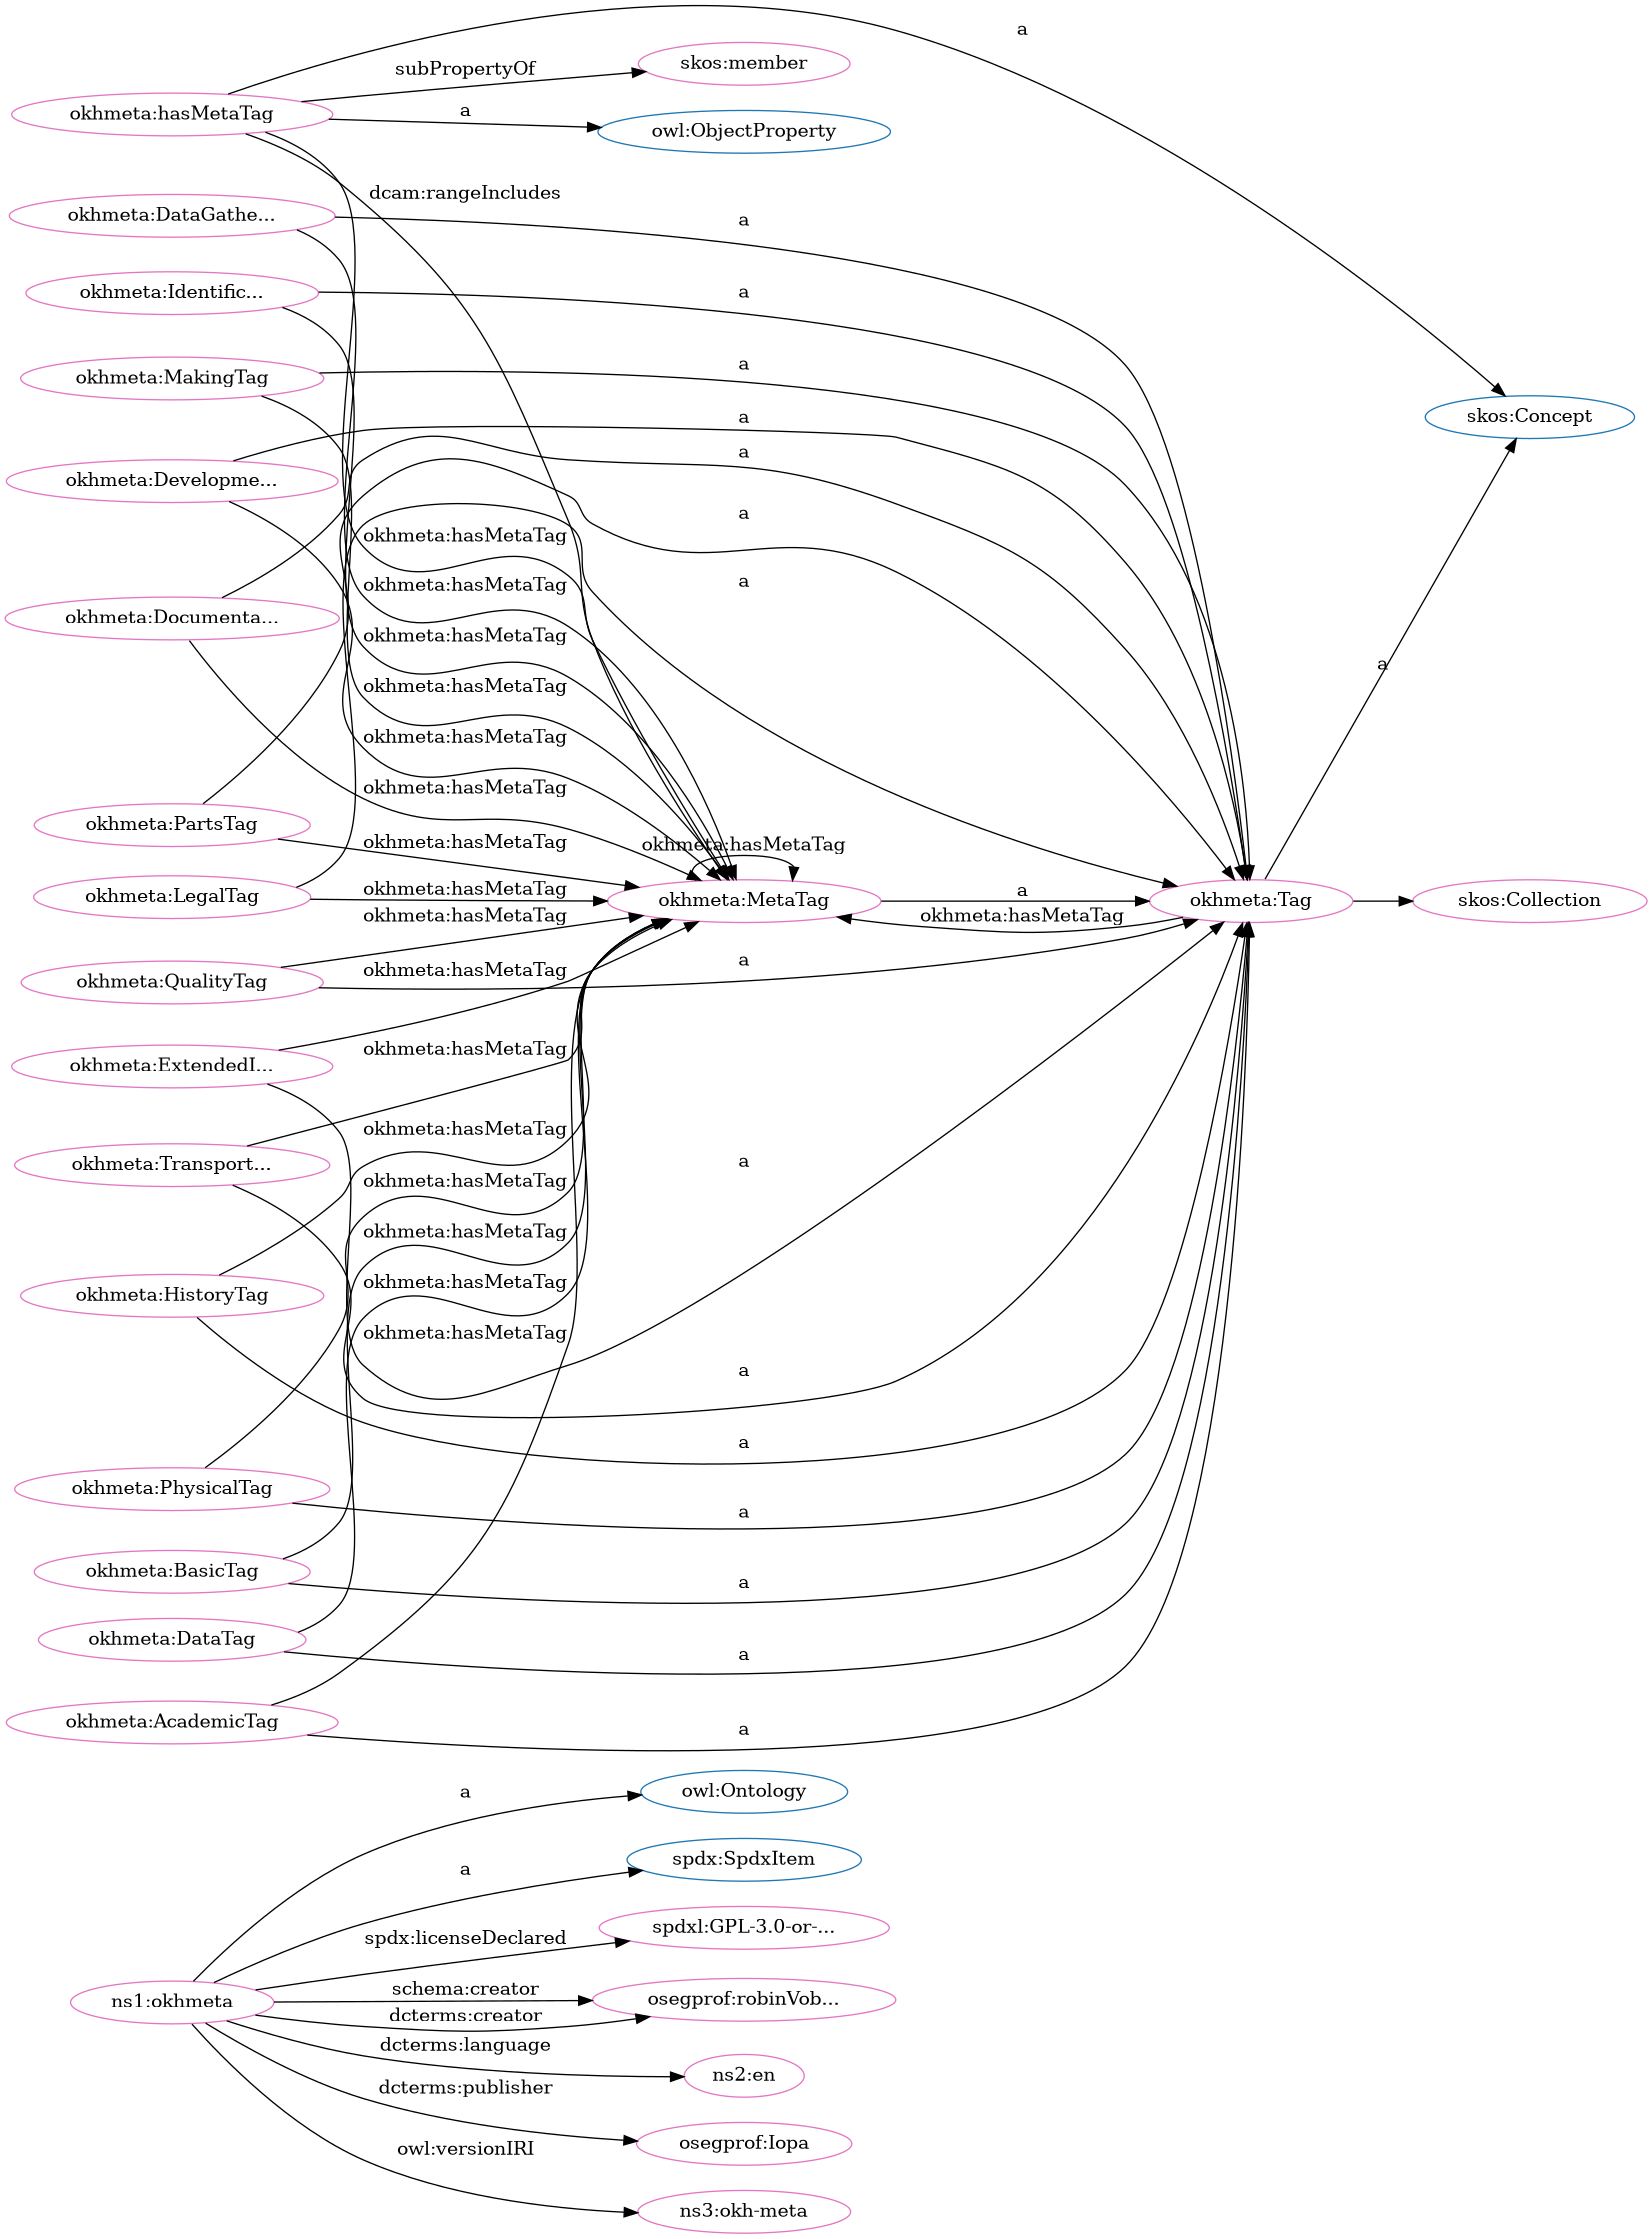 a
skos:member
subPropertyOf
okhmeta:hasMetaTag
a
owl:ObjectProperty
dcam:rangeIncludes
okhmeta:DataGathe...
a
okhmeta:Identific...
a
a
okhmeta:MakingTag
a
skos:Concept
a
okhmeta:Developme...
a
okhmeta:hasMetaTag
a
okhmeta:hasMetaTag
okhmeta:Documenta...
okhmeta:hasMetaTag
a
okhmeta:hasMetaTag
okhmeta:hasMetaTag
okhmeta:hasMetaTag
okhmeta:PartsTag
okhmeta:hasMetaTag
okhmeta:hasMetaTag
okhmeta:hasMetaTag
okhmeta:LegalTag
okhmeta:MetaTag
a
okhmeta:Tag
skos:Collection
okhmeta:hasMetaTag
okhmeta:hasMetaTag
a
okhmeta:hasMetaTag
okhmeta:QualityTag
okhmeta:hasMetaTag
okhmeta:ExtendedI...
okhmeta:hasMetaTag
okhmeta:Transport...
a
okhmeta:hasMetaTag
okhmeta:hasMetaTag
okhmeta:hasMetaTag
okhmeta:HistoryTag
okhmeta:hasMetaTag
a
a
okhmeta:PhysicalTag
a
okhmeta:BasicTag
a
okhmeta:DataTag
a
okhmeta:AcademicTag
a
a
owl:Ontology
a
spdx:SpdxItem
spdxl:GPL-3.0-or-...
spdx:licenseDeclared
schema:creator
ns1:okhmeta
osegprof:robinVob...
dcterms:creator
dcterms:language
ns2:en
dcterms:publisher
osegprof:Iopa
owl:versionIRI
ns3:okh-meta